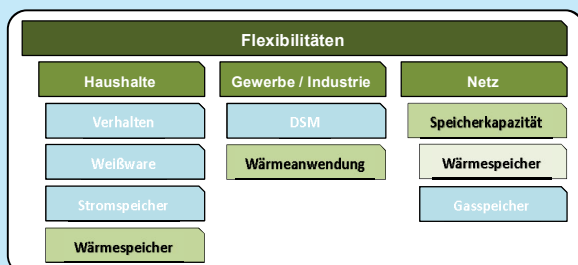 Flexibilitäten
Haushalte
Gewerbe / Industrie
Netz
Verhalten
DSM
Speicherkapazität
Weißware
Wärmeanwendung
Wärmespeicher
Stromspeicher
Gasspeicher
Wärmespeicher